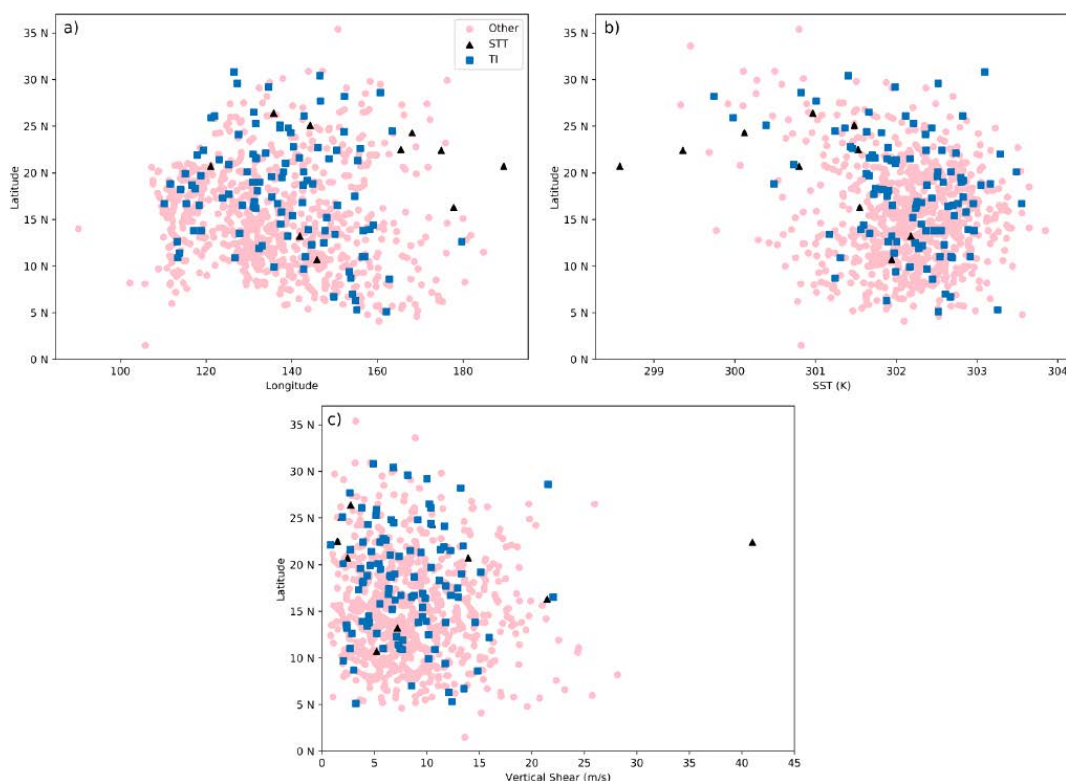 a)
Other
STT
TI
35 N
30 N
25 N
20 N
15 N
10 N
5 N
0 N
Latitude
100 120 140 160 180
Longitude
b)
35 N
30 N
25 N
20 N
15 N
10 N
5 N
0 N
Latitude
299 300 301 302 303 304
SST (K)
c)
35 N
30 N
25 N
20 N
15 N
10 N
5 N
0 N
Latitude
0 5 10 15 20 25 30 35 40 45
Vertical Shear (m/s)